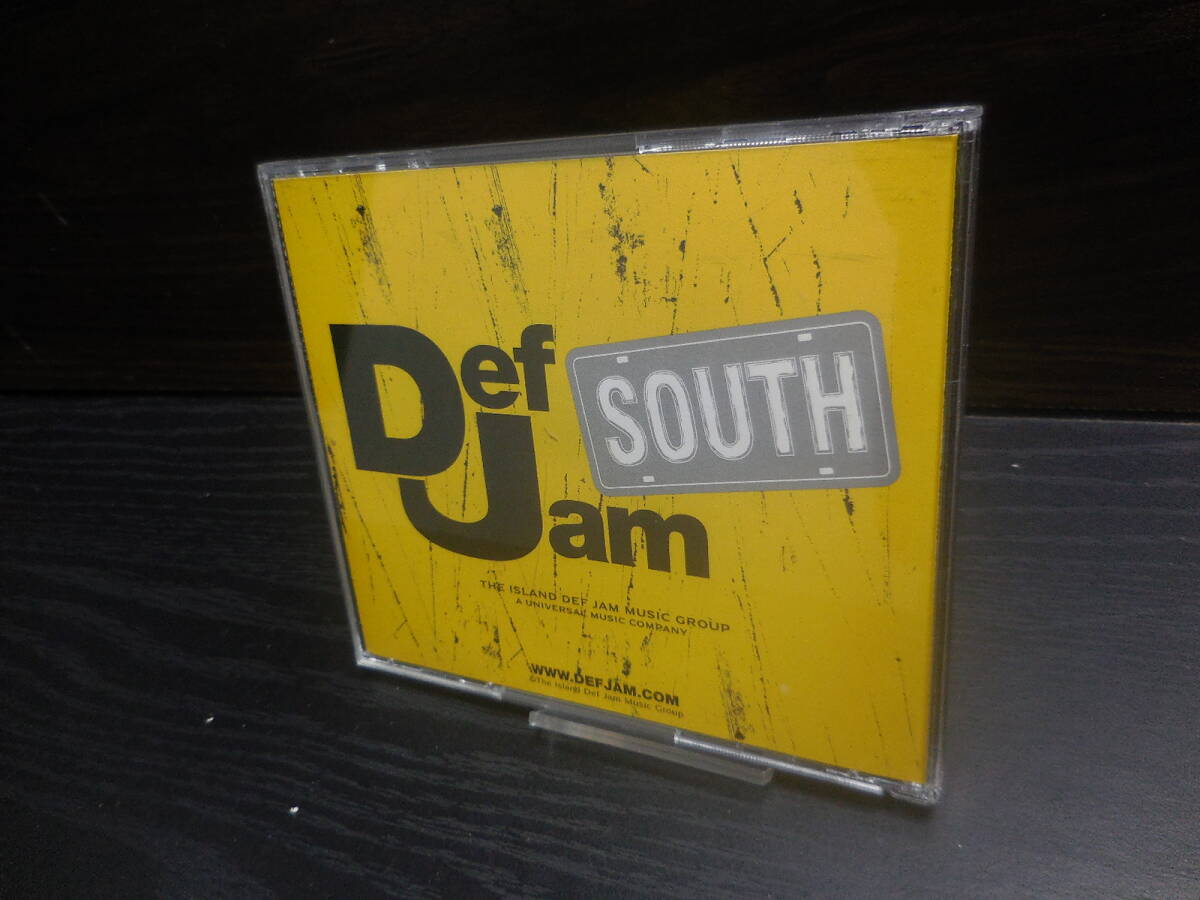 Def Jam
SOUTH
THE ISLAND DEF JAM MUSIC GROUP
A UNIVERSAL MUSIC COMPANY
WWW.DEFJAM.COM
©The Island Def Jam Music Group